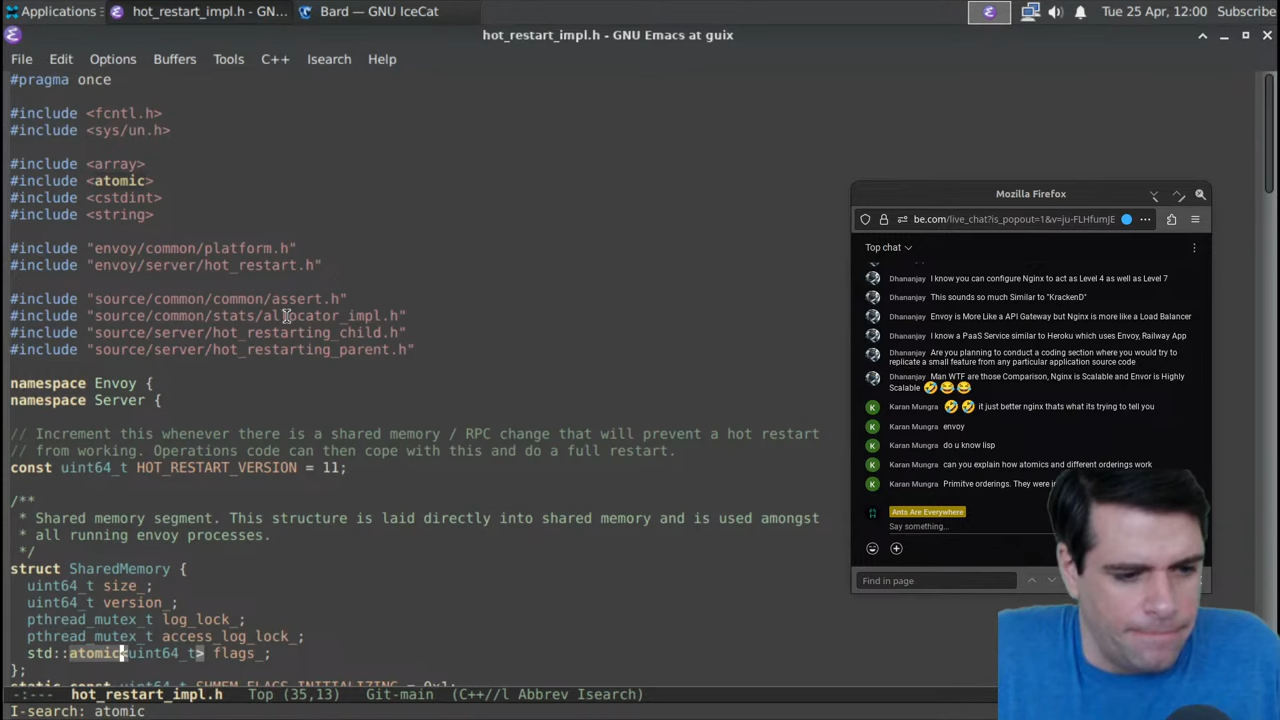 Applications
hot_restart_impl.h - GN...
Bard — GNU IceCat
Tue 25 Apr, 12:00
Subscribe
hot_restart_impl.h - GNU Emacs at guix
File Edit Options Buffers Tools C++ Isearch Help
#pragma once
#include <fcntl.h>
#include <sys/un.h>
#include <array>
#include <atomic>
#include <cstdint>
#include <string>
#include "envoy/common/platform.h"
#include "envoy/server/hot_restart.h"
#include "source/common/common/assert.h"
#include "source/common/stats/allocator_impl.h"
#include "source/server/hot_restarting_child.h"
#include "source/server/hot_restarting_parent.h"
namespace Envoy {
namespace Server {
// Increment this whenever there is a shared memory / RPC change that will prevent a hot restart
// from working. Operations code can then cope with this and do a full restart.
const uint64_t HOT_RESTART_VERSION = 11;
/**
* Shared memory segment. This structure is laid directly into shared memory and is used amongst
* all running envoy processes.
*/
struct SharedMemory {
uint64_t size_;
uint64_t version_;
pthread_mutex_t log_lock_;
pthread_mutex_t access_log_lock_;
std::atomic<uint64_t> flags_;
};
static const uint64_t SHMEM_FLAGS_INITIALIZING = 0x1;
-:--- hot_restart_impl.h Top (35,13) Git-main (C++//l Abbrev Isearch)
I-search: atomic
Mozilla Firefox
be.com/live_chat?is_popout=1&v=ju-FLHfumJE
Top chat
Dhananjay I know you can configure Nginx to act as Level 4 as well as Level 7
Dhananjay This sounds so much Similar to "KrackenD"
Dhananjay Envoy is More Like a API Gateway but Nginx is more like a Load Balancer
Dhananjay I know a PaaS service similar to Heroku which uses Envoy, Railway App
Dhananjay Are you planning to conduct a coding section where you would try to
replicate a small feature from any particular application source code
Dhananjay Man WTF are those Comparison, Nginx is Scalable and Envor is Highly
Scalable 🤣😂😂
K Karan Mungra 🤣🤣 it just better nginx thats what its trying to tell you
K Karan Mungra envoy
K Karan Mungra do u know lisp
K Karan Mungra can you explain how atomics and different orderings work
K Karan Mungra Primitve orderings. They were
Ants Are Everywhere
Say something...
Find in page